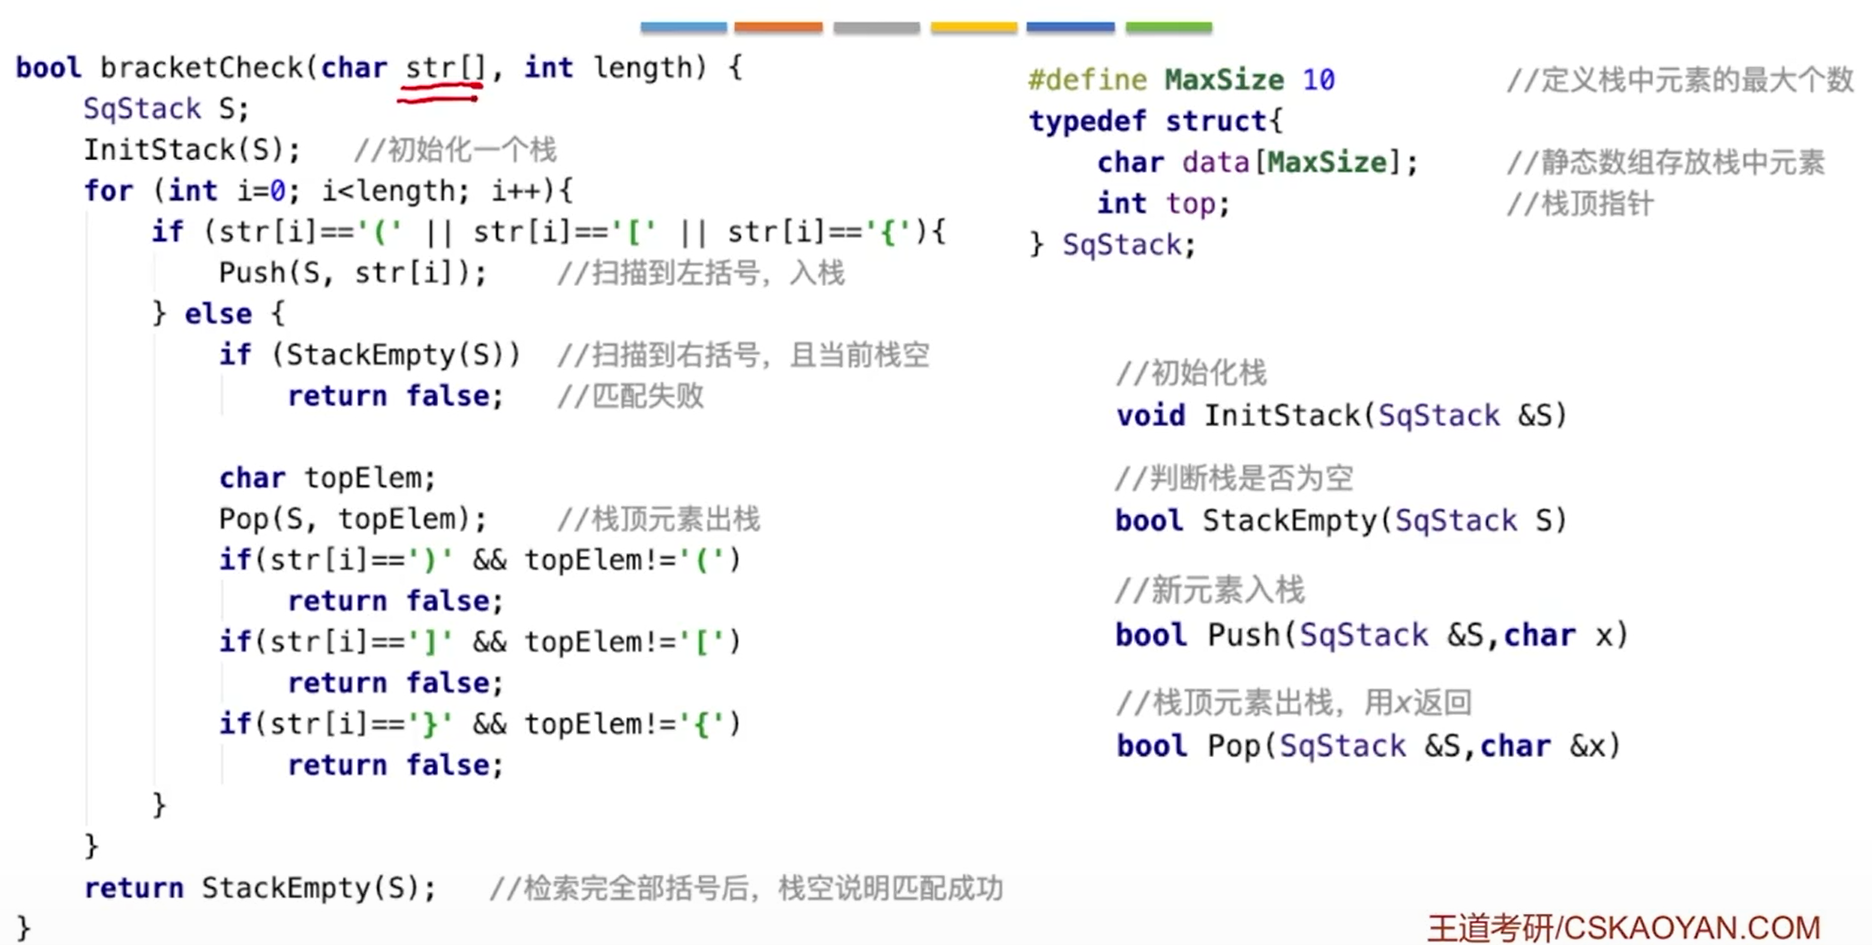 bool bracketCheck(char str[], int length) {
    SqStack S;
    InitStack(S);   //初始化一个栈
    for (int i=0; i<length; i++){
        if (str[i]=='(' || str[i]=='[' || str[i]=='{'){
            Push(S, str[i]);    //扫描到左括号，入栈
        } else {
            if (StackEmpty(S))  //扫描到右括号，且当前栈空
                return false;   //匹配失败
            char topElem;
            Pop(S, topElem);    //栈顶元素出栈
            if(str[i]==')' && topElem!='(')
                return false;
            if(str[i]==']' && topElem!='[')
                return false;
            if(str[i]=='}' && topElem!='{')
                return false;
        }
    }
    return StackEmpty(S);   //检索完全部括号后，栈空说明匹配成功
}
#define MaxSize 10          //定义栈中元素的最大个数
typedef struct{
    char data[MaxSize];     //静态数组存放栈中元素
    int top;                //栈顶指针
} SqStack;
//初始化栈
void InitStack(SqStack &S)
//判断栈是否为空
bool StackEmpty(SqStack S)
//新元素入栈
bool Push(SqStack &S,char x)
//栈顶元素出栈，用x返回
bool Pop(SqStack &S,char &x)
王道考研/CSKAOYAN.COM